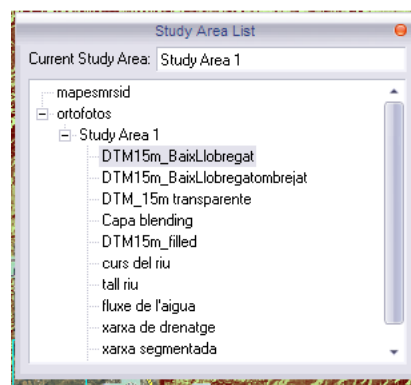 Study Area List
Current Study Area: Study Area 1
mapesmrsid
ortofotos
Study Area 1
DTM15m_BaixLlobregat
DTM15m_BaixLlobregatombrejat
DTM_15m transparente
Capa blending
DTM15m_filled
curs del riu
tall riu
fluxe de l'aigua
xarxa de drenatge
xarxa segmentada